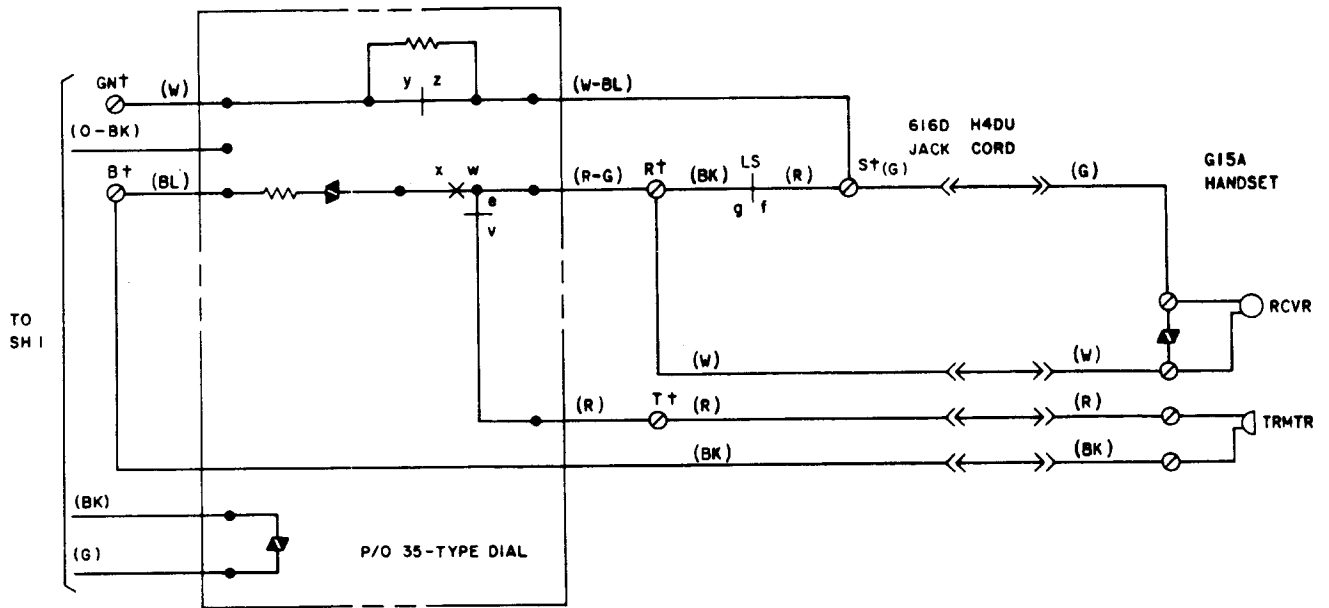 GN† (W) y z (W-BL)
(O-BK)
616D H4DU
JACK CORD
B† (BL) x w (R-G) R† (BK) LS (R) S†(G) (G)
G15A
HANDSET
e
v
g f
RCVR
TO
SH 1
(W) (W)
(R) T† (R) (R)
TRMTR
(BK) (BK)
(BK)
(G)
P/O 35-TYPE DIAL